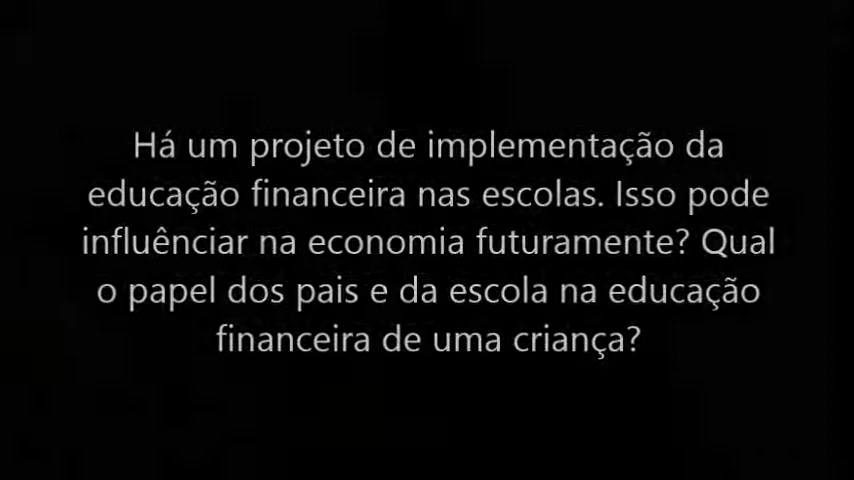 Há um projeto de implementação da
educação financeira nas escolas. Isso pode
influênciar na economia futuramente? Qual
o papel dos pais e da escola na educação
financeira de uma criança?